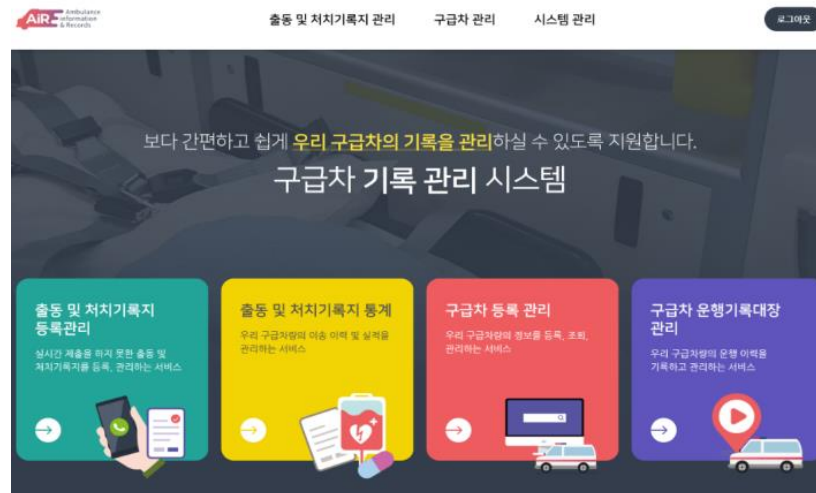 AiR
Ambulance
information
& Records
출동 및 처치기록지 관리
구급차 관리
시스템 관리
로그아웃
보다 간편하고 쉽게 우리 구급차의 기록을 관리하실 수 있도록 지원합니다.
구급차 기록 관리 시스템
출동 및 처치기록지
등록관리
실시간 제출을 하지 못한 출동 및
처치기록지를 등록, 관리하는 서비스
출동 및 처치기록지 통계
우리 구급차량의 이송 이력 및 실적을
관리하는 서비스
구급차 등록 관리
우리 구급차량의 정보를 등록, 조회,
관리하는 서비스
구급차 운행기록대장
관리
우리 구급차량의 운행 이력을
기록하고 관리하는 서비스